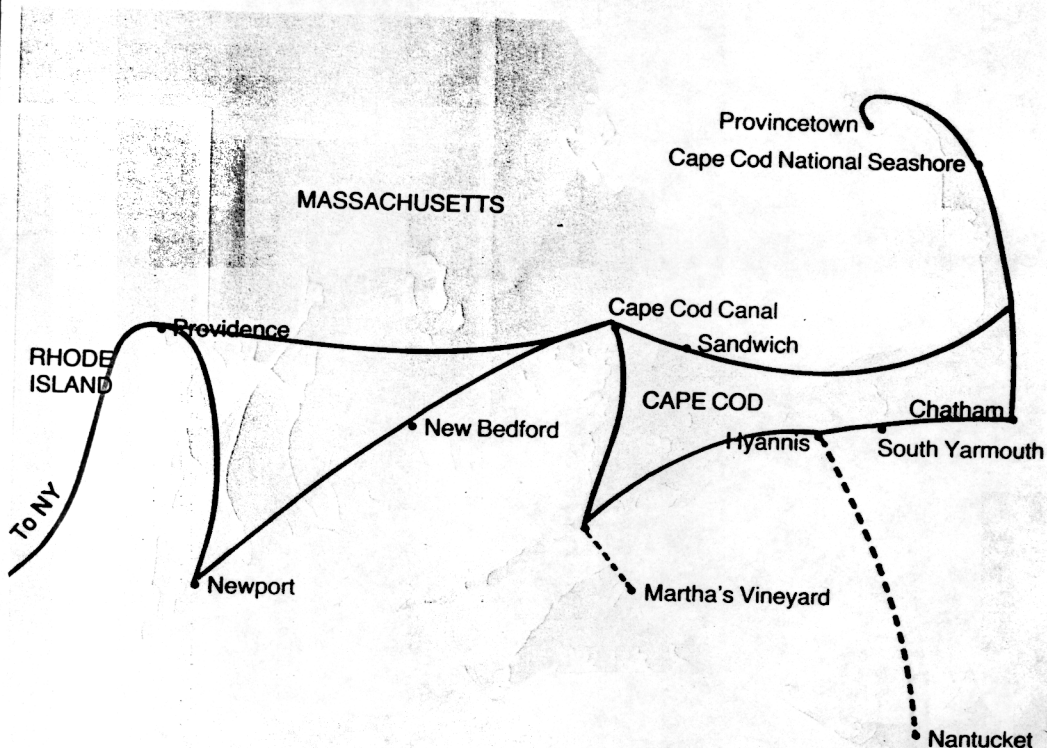 Provincetown
Cape Cod National Seashore
MASSACHUSETTS
Cape Cod Canal
Providence
Sandwich
RHODE
ISLAND
CAPE COD
Chatham
New Bedford
Hyannis
South Yarmouth
To NY
Newport
Martha's Vineyard
Nantucket